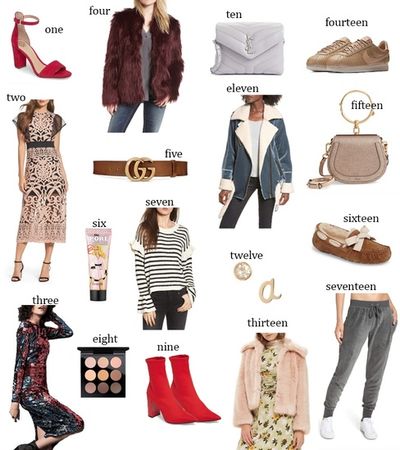 one
four
ten
fourteen
two
eleven
fifteen
five
six
PORE
seven
twelve
sixteen
three
eight
nine
thirteen
seventeen